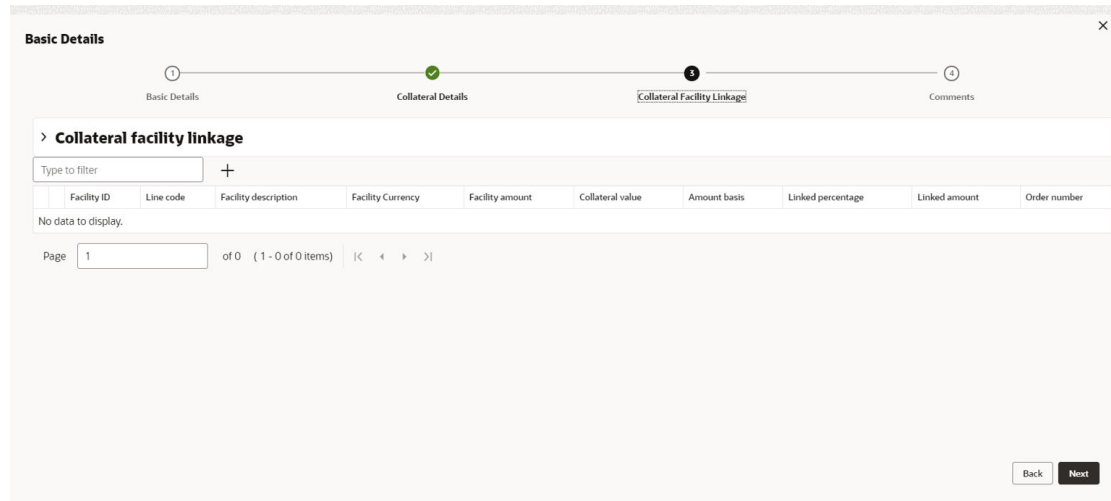 Basic Details
1 3 4
Basic Details Collateral Details Collateral Facility Linkage Comments
Collateral facility linkage
Type to filter
Facility ID Line code Facility description Facility Currency Facility amount Collateral value Amount basis Linked percentage Linked amount Order number
No data to display.
Page 1 of 0 ( 1 - 0 of 0 items)
Back Next